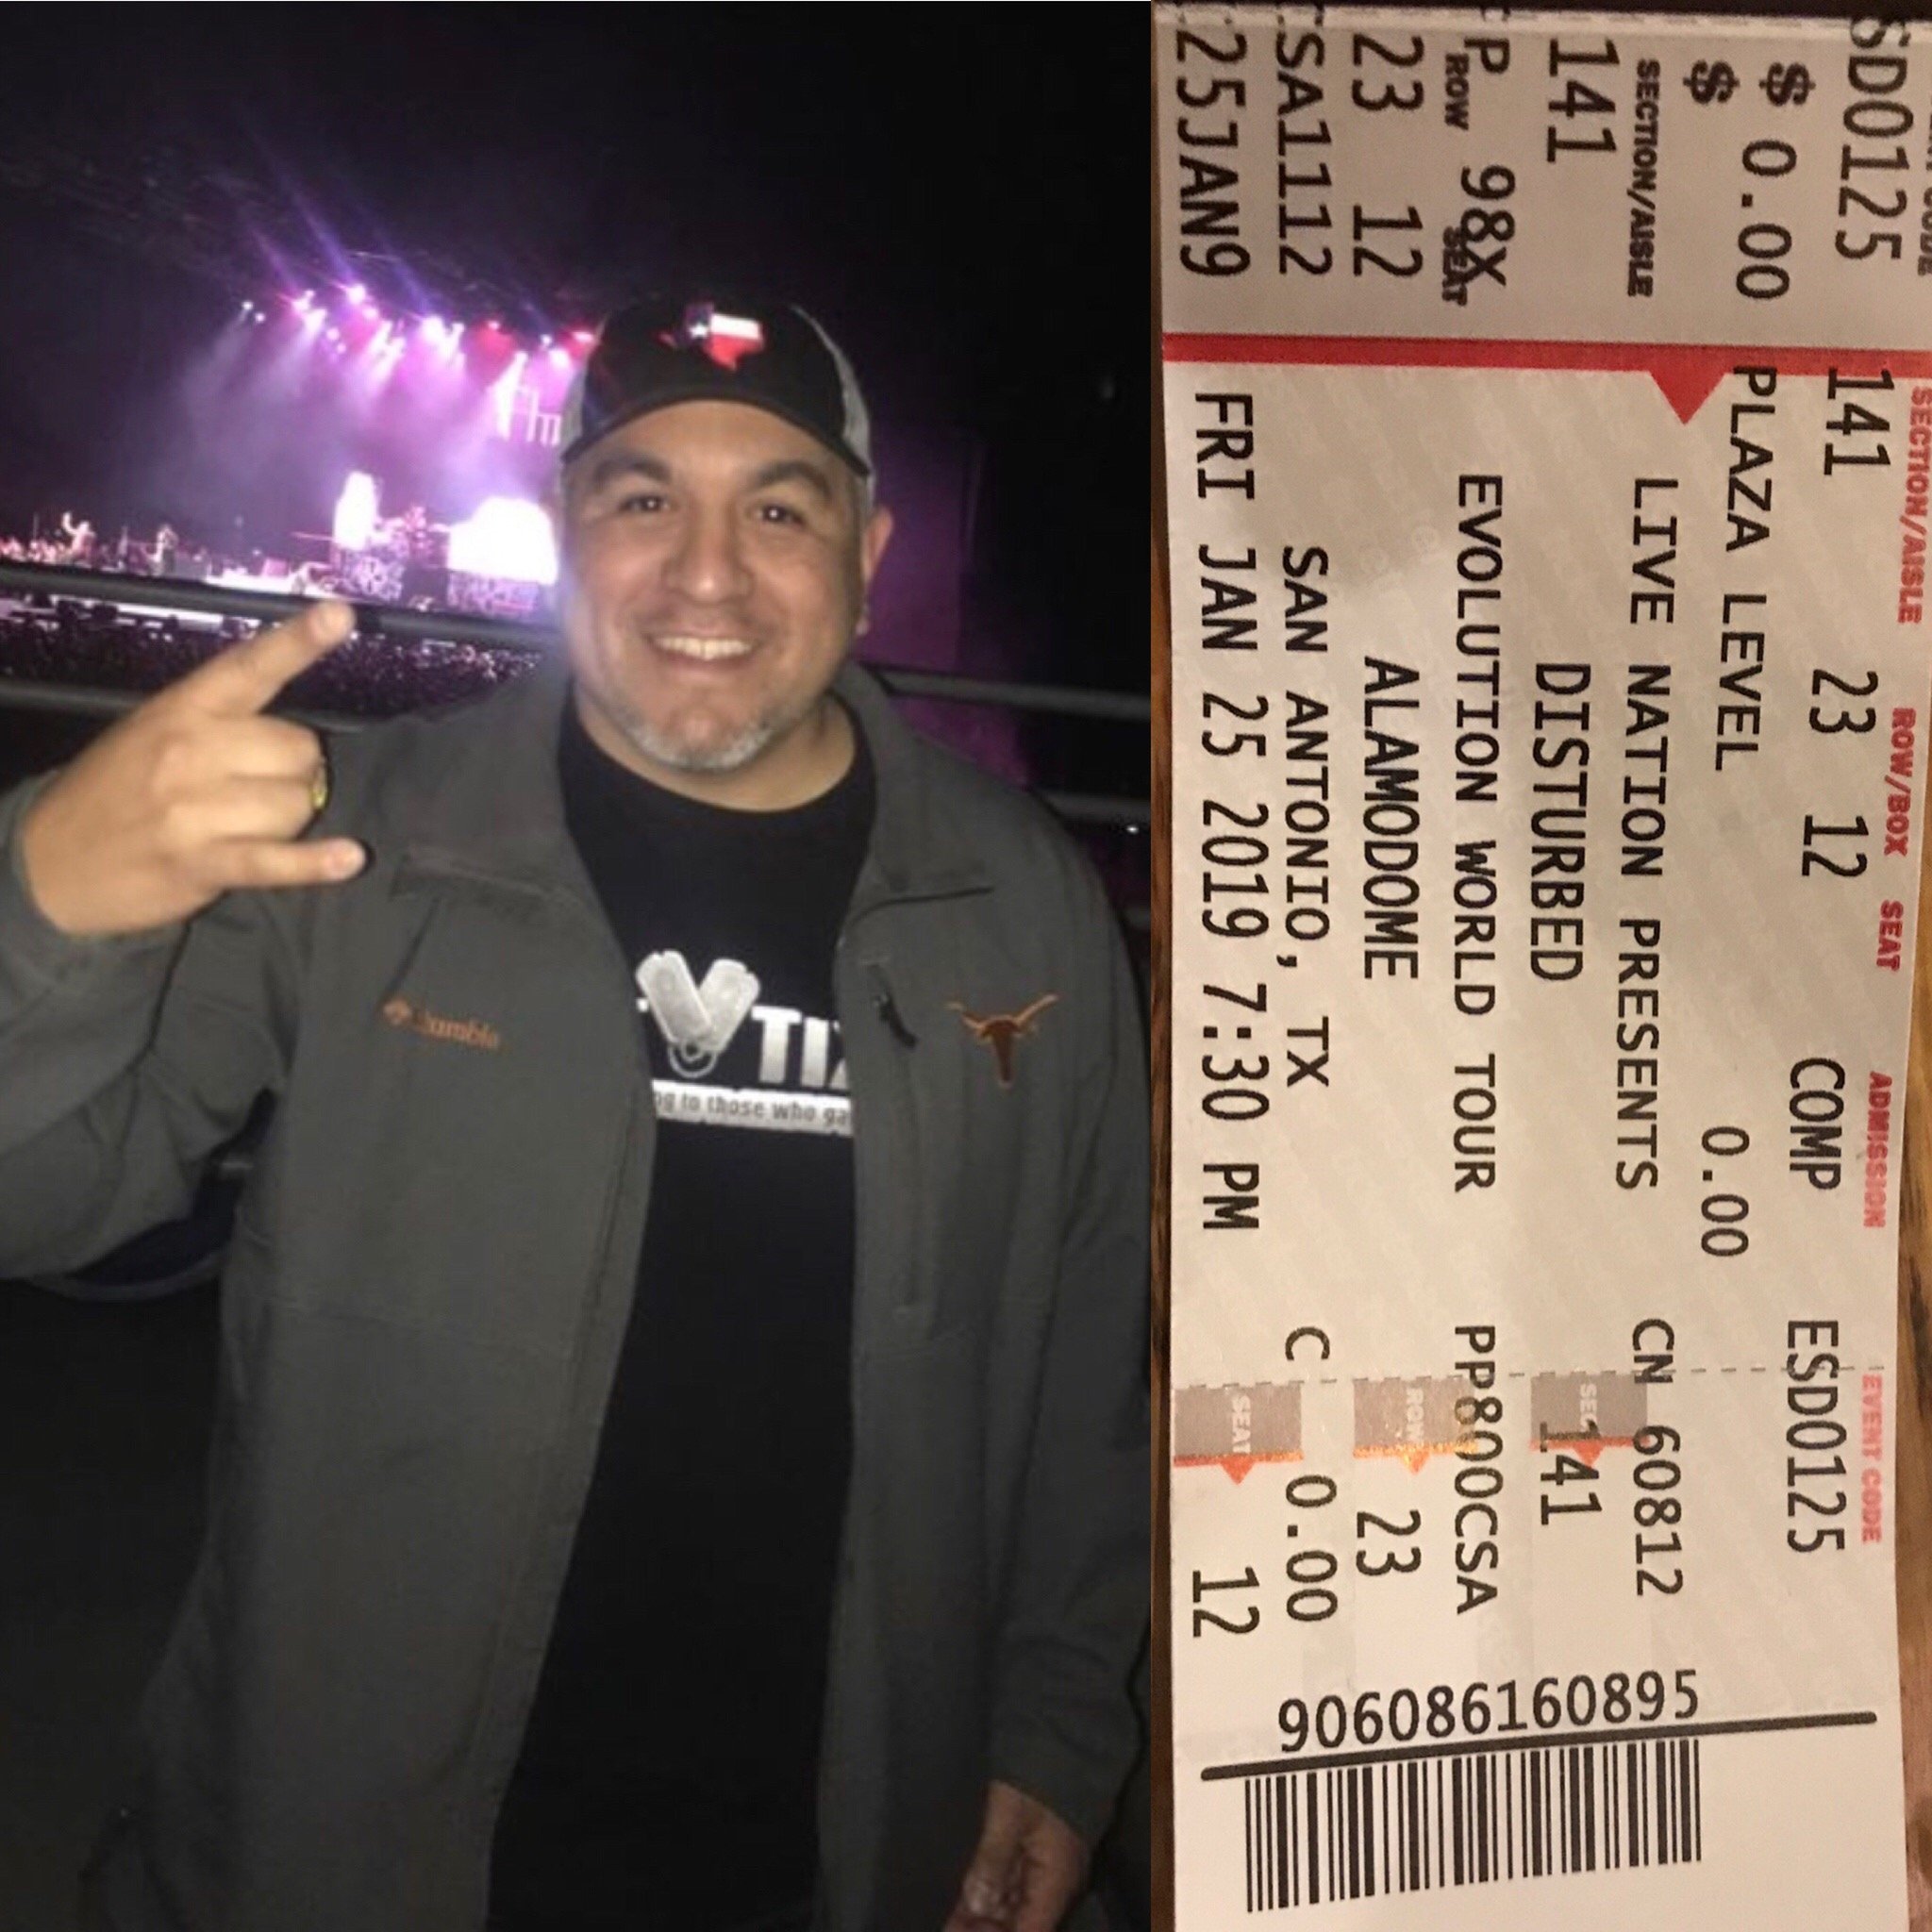 Thr
Columbia
VTIX
to those who ga
SECTION/AISLE ROW/BOX SEAT ADMISSION EVENT CODE
141 23 12 COMP ESD0125
PLAZA LEVEL 0.00
LIVE NATION PRESENTS CN 60812
DISTURBED SEC 141
EVOLUTION WORLD TOUR PP800CSA
ALAMODOME ROW 23
SAN ANTONIO, TX C 0.00
FRI JAN 25 2019 7:30 PM SEAT 12
906086160895
SD0125
$ 0.00
$
SECTION/AISLE
141
P 98X
ROW SEAT
23 12
SA1112
25JAN9